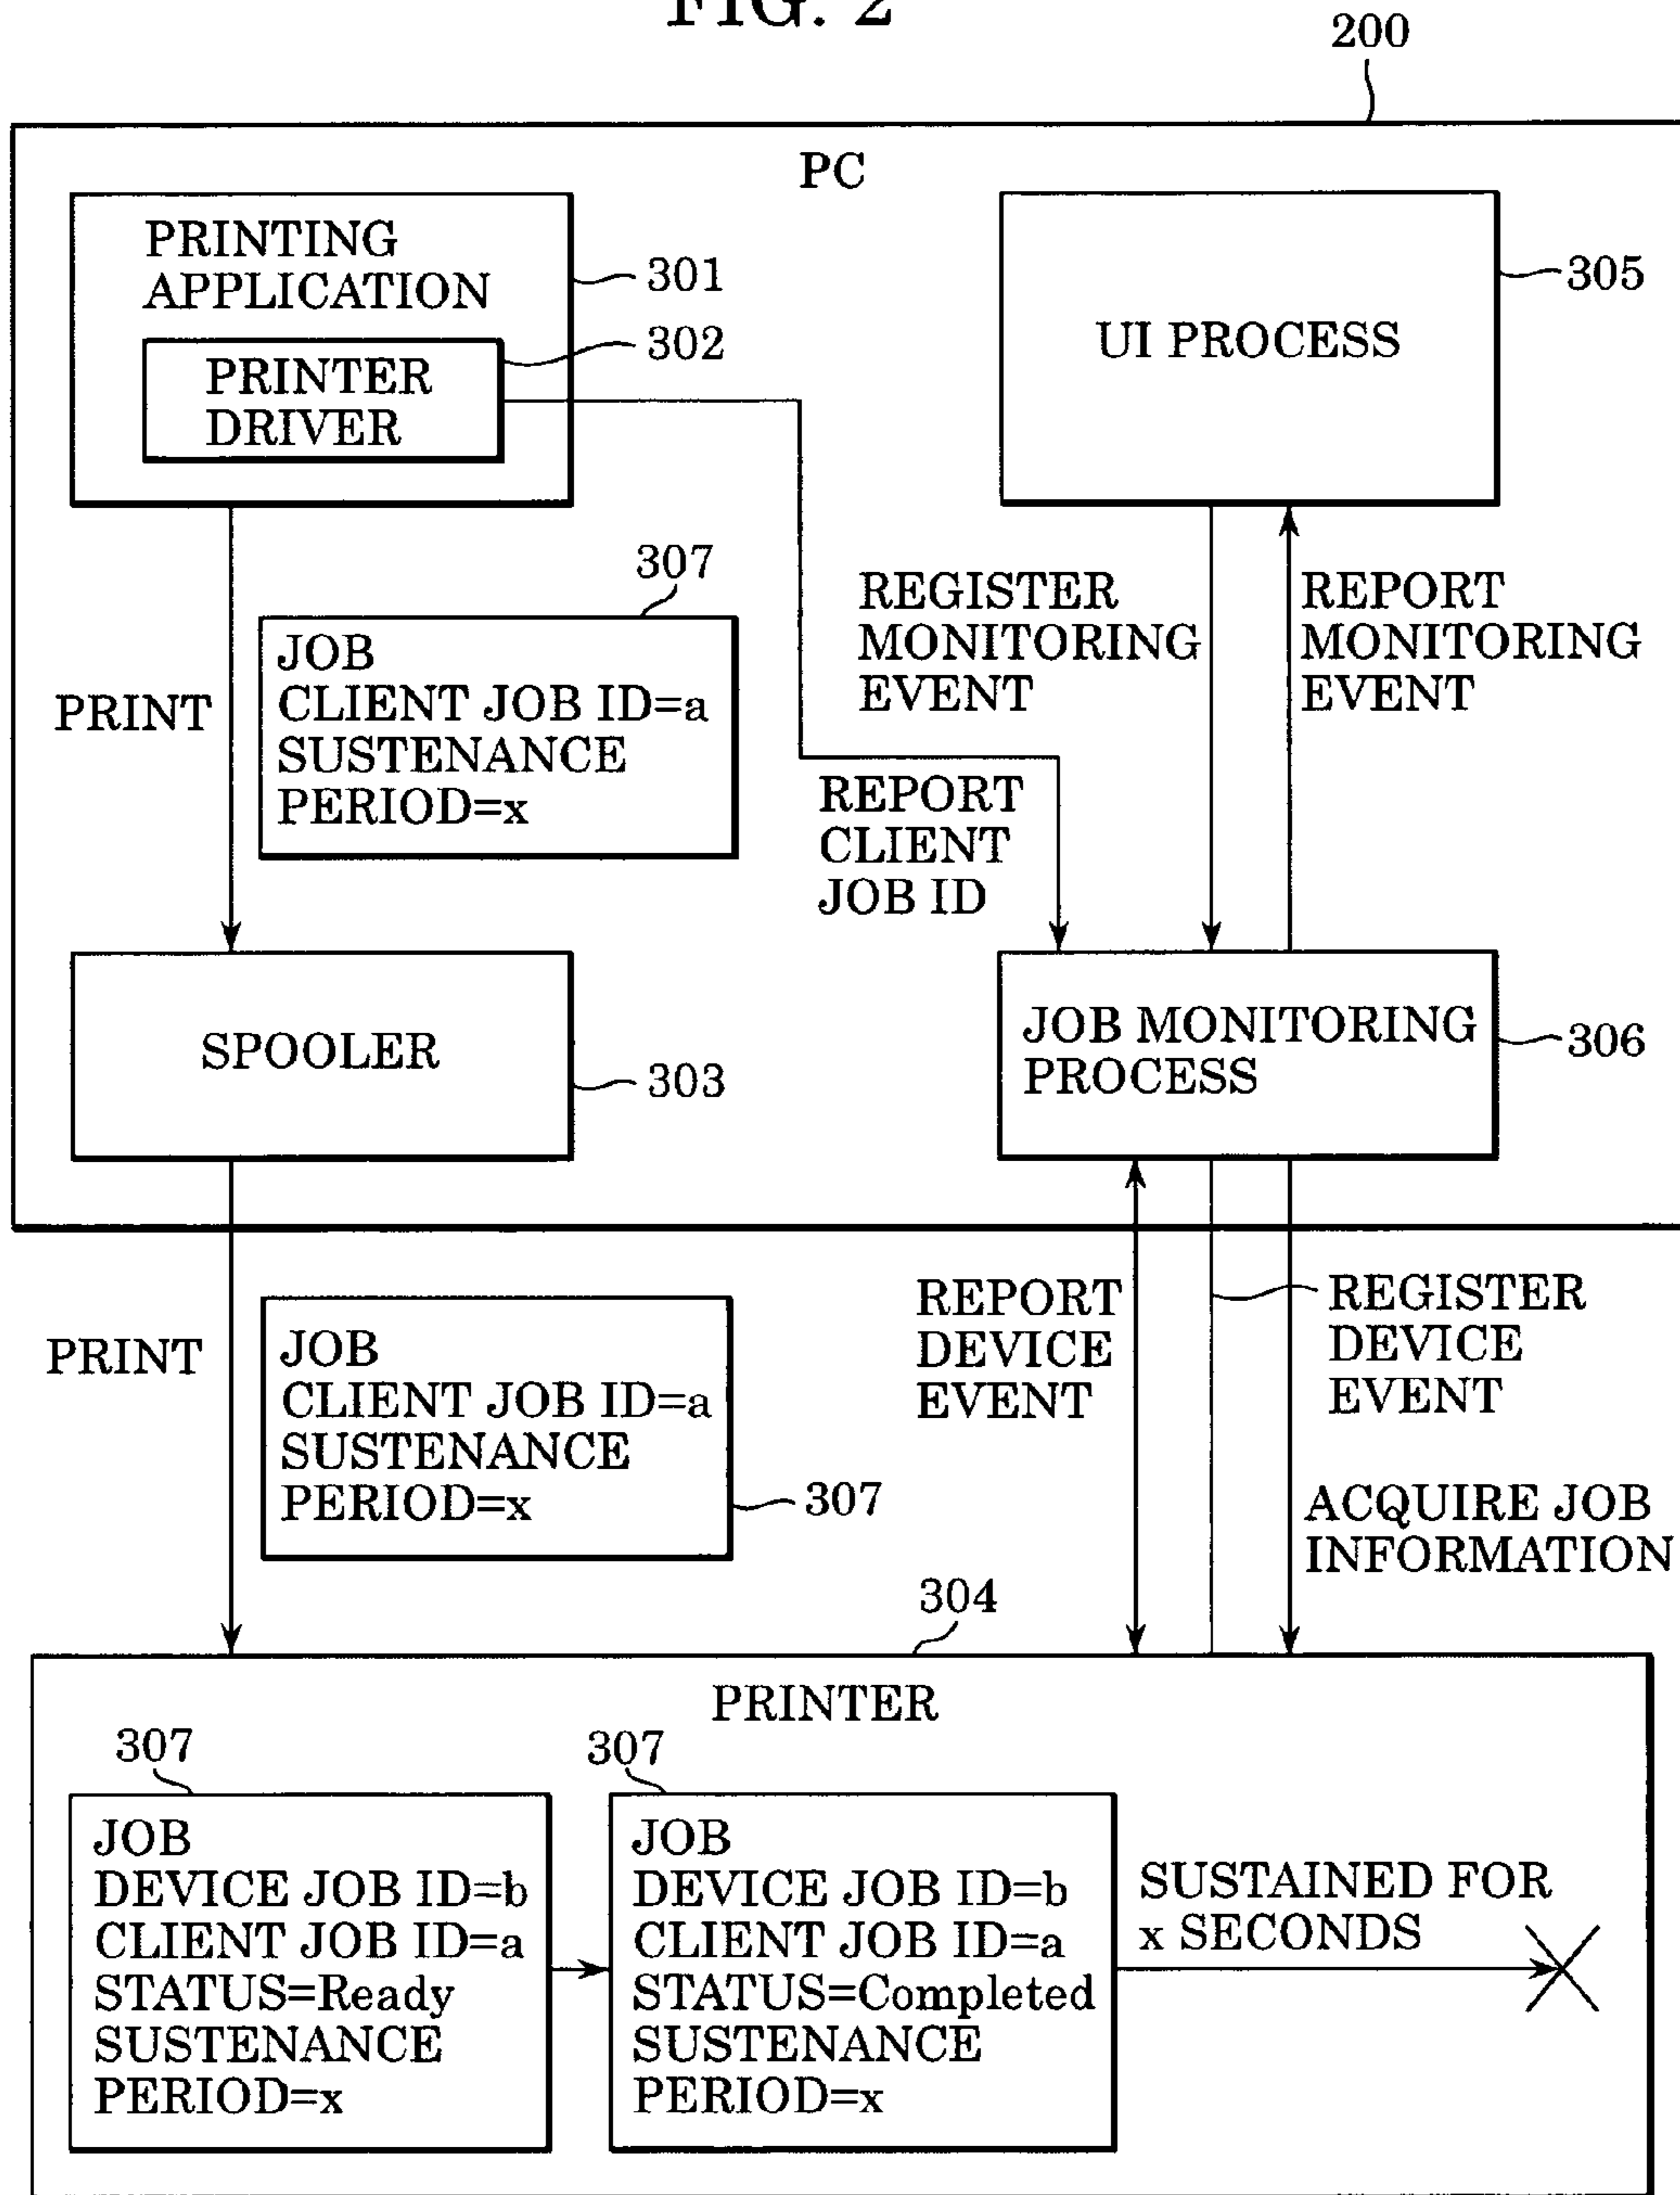 FIG. 2
200
PC
PRINTING
APPLICATION
301
302
PRINTER
DRIVER
UI PROCESS
305
307
JOB
CLIENT JOB ID=a
SUSTENANCE
PERIOD=x
PRINT
REGISTER
MONITORING
EVENT
REPORT
MONITORING
EVENT
REPORT
CLIENT
JOB ID
SPOOLER
303
JOB MONITORING
PROCESS
306
PRINT
JOB
CLIENT JOB ID=a
SUSTENANCE
PERIOD=x
307
REPORT
DEVICE
EVENT
REGISTER
DEVICE
EVENT
ACQUIRE JOB
INFORMATION
304
PRINTER
307
JOB
DEVICE JOB ID=b
CLIENT JOB ID=a
STATUS=Ready
SUSTENANCE
PERIOD=x
307
JOB
DEVICE JOB ID=b
CLIENT JOB ID=a
STATUS=Completed
SUSTENANCE
PERIOD=x
SUSTAINED FOR
x SECONDS